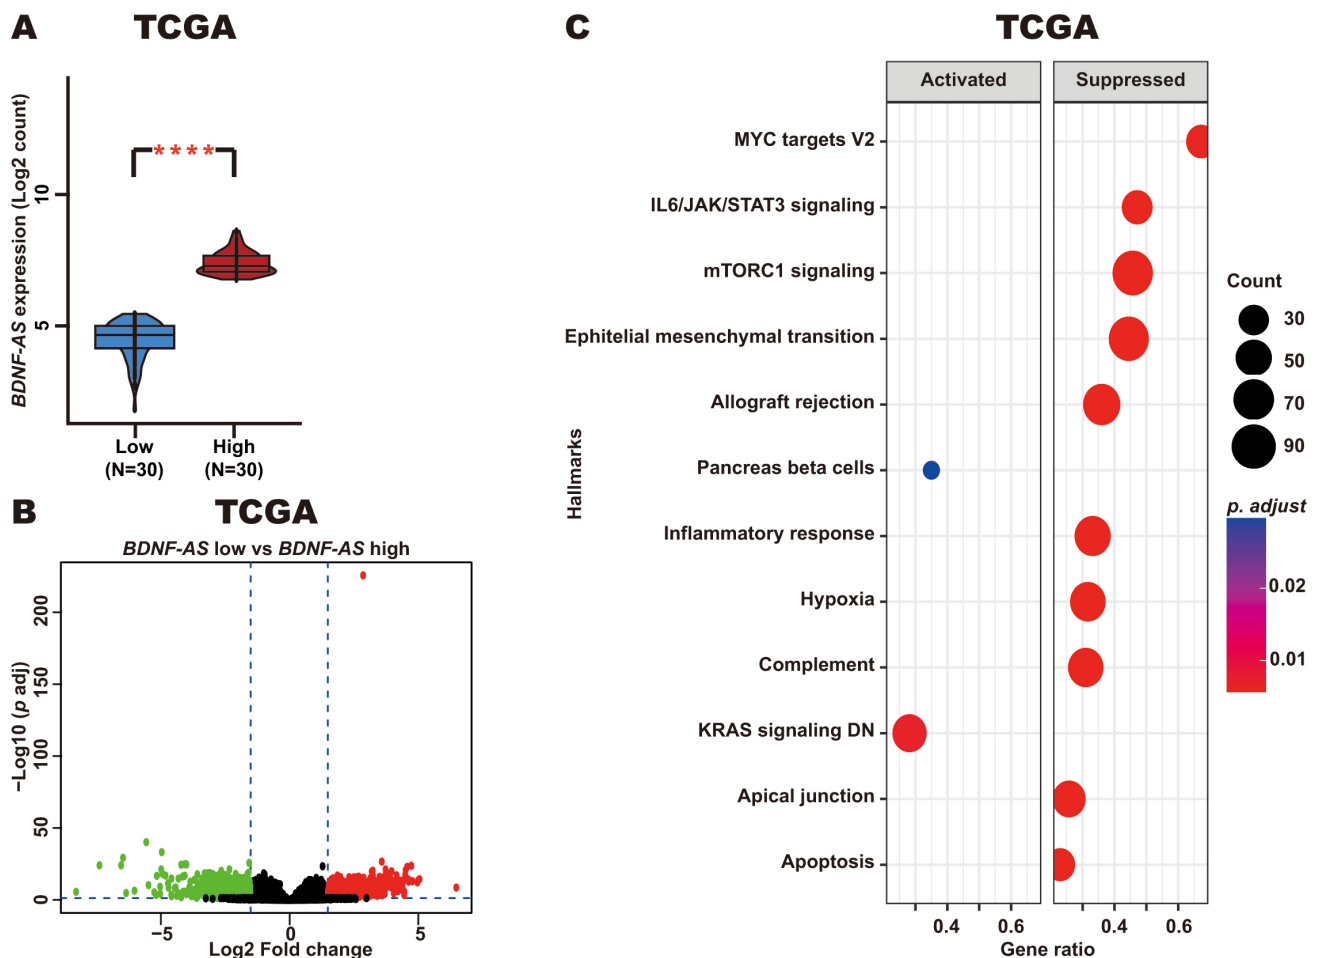 A
TCGA
BDNF-AS expression (Log2 count)
10
5
****
Low
(N=30)
High
(N=30)
B
TCGA
BDNF-AS low vs BDNF-AS high
−Log10 (p adj)
200
150
100
50
0
−5
0
5
Log2 Fold change
C
TCGA
Activated
Suppressed
Hallmarks
MYC targets V2
IL6/JAK/STAT3 signaling
mTORC1 signaling
Ephitelial mesenchymal transition
Allograft rejection
Pancreas beta cells
Inflammatory response
Hypoxia
Complement
KRAS signaling DN
Apical junction
Apoptosis
0.4
0.6
0.4
0.6
Gene ratio
Count
30
50
70
90
p. adjust
0.02
0.01